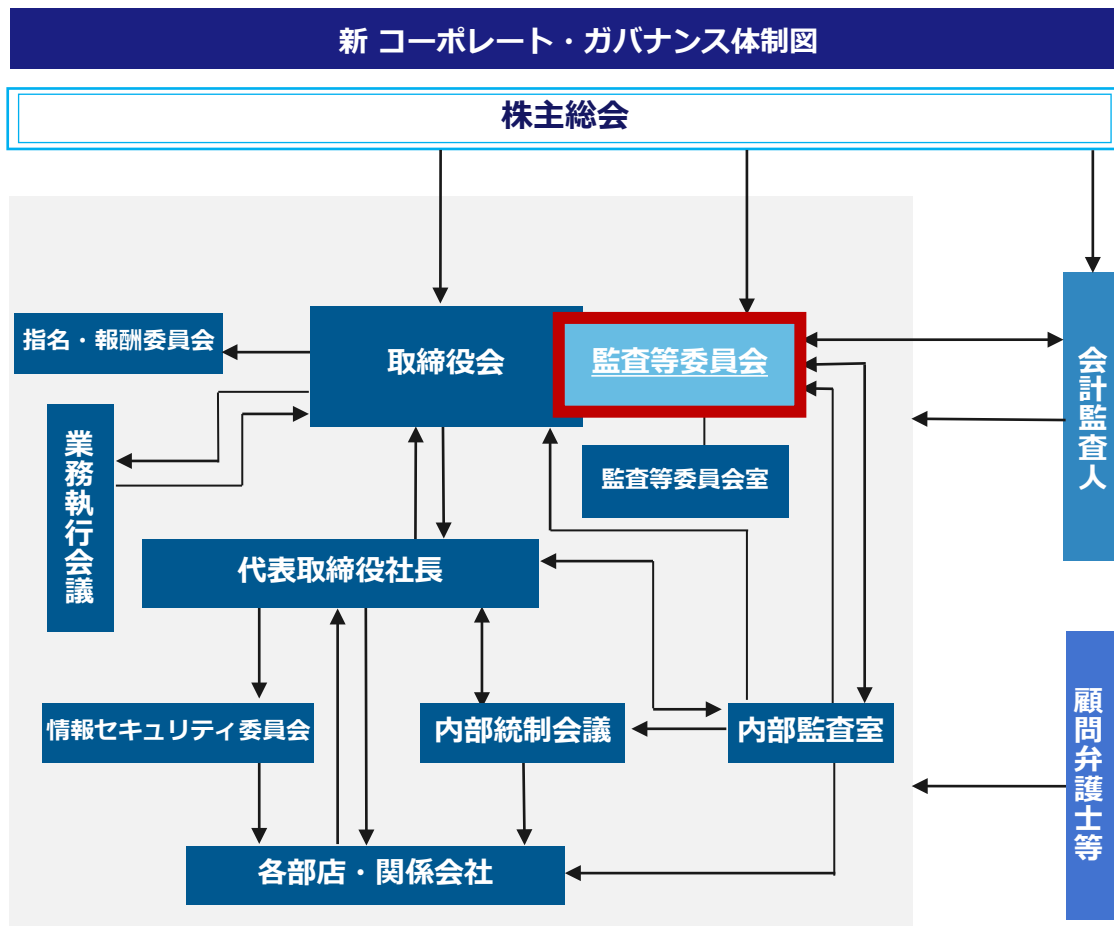 新 コーポレート・ガバナンス体制図
株主総会
指名・報酬委員会
取締役会
監査等委員会
会計監査人
業務執行会議
監査等委員会室
代表取締役社長
顧問弁護士等
情報セキュリティ委員会
内部統制会議
内部監査室
各部店・関係会社